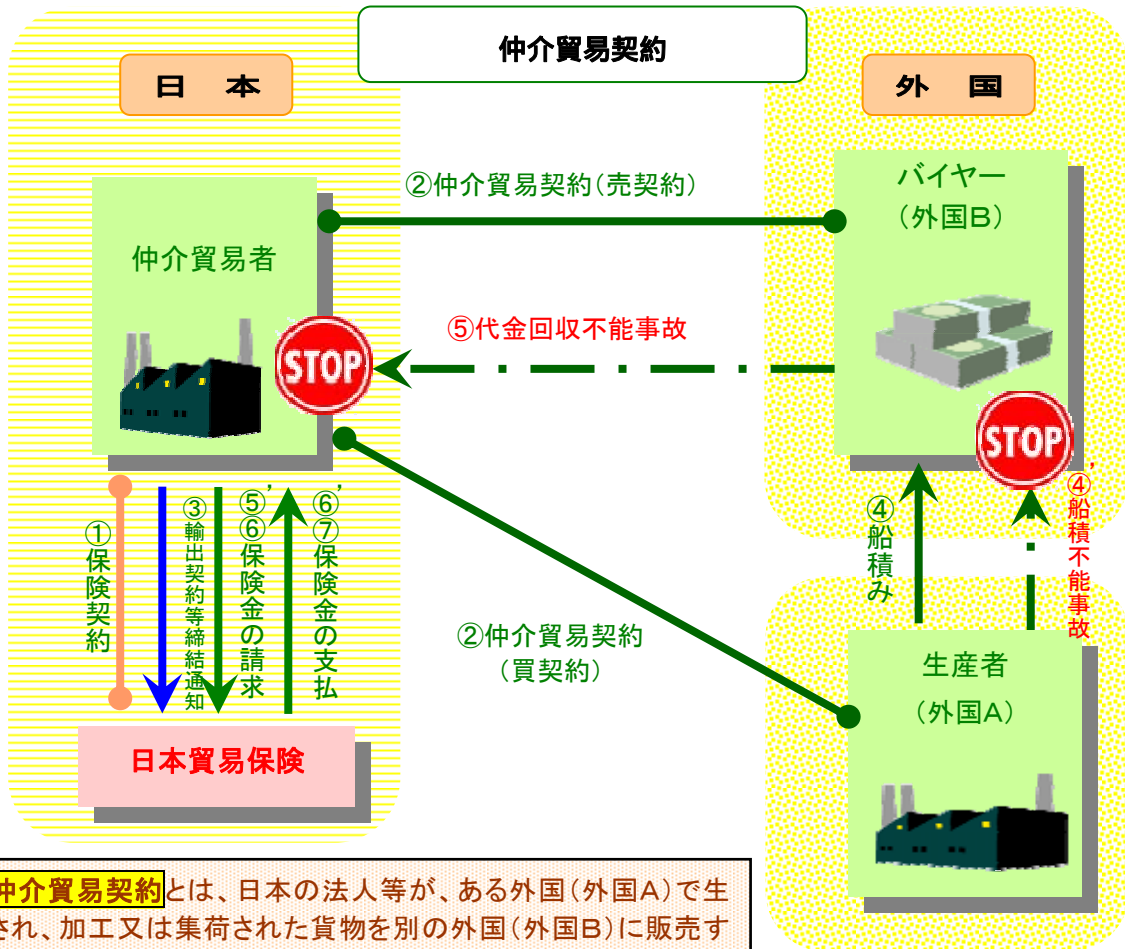 仲介貿易契約
日 本
外 国
バイヤー
（外国B）
②仲介貿易契約（売契約）
仲介貿易者
⑤代金回収不能事故
STOP
STOP
①保険契約
③輸出契約等締結通知
⑤’⑥保険金の請求
⑥’⑦保険金の支払
④船積み
④’船積不能事故
②仲介貿易契約
（買契約）
生産者
（外国A）
日本貿易保険
仲介貿易契約とは、日本の法人等が、ある外国（外国A）で生
され、加工又は集荷された貨物を別の外国（外国B）に販売す